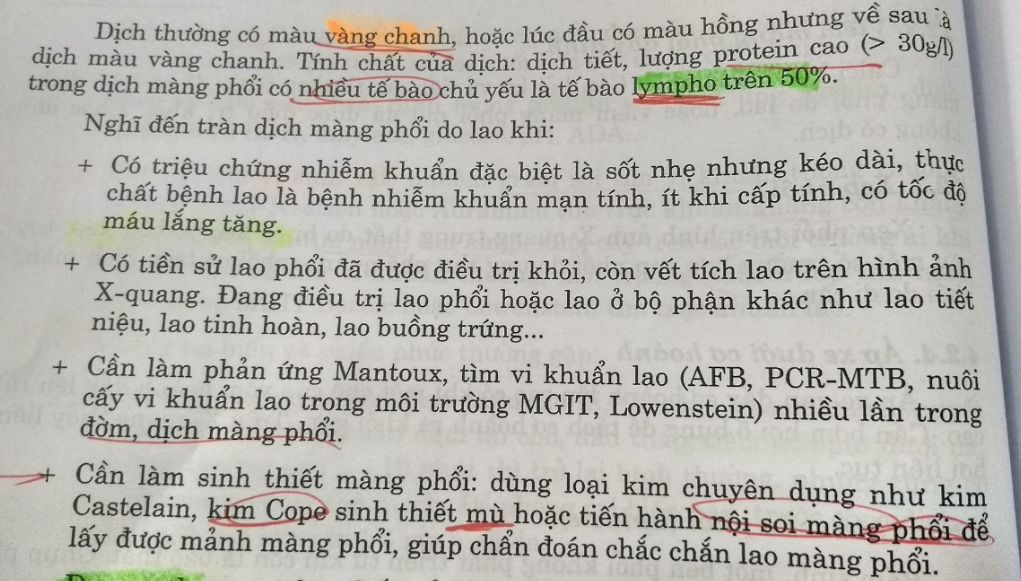 Dịch thường có màu vàng chanh, hoặc lúc đầu có màu hồng nhưng về sau là
dịch màu vàng chanh. Tính chất của dịch: dịch tiết, lượng protein cao (> 30g/l)
trong dịch màng phổi có nhiều tế bào chủ yếu là tế bào lympho trên 50%.
Nghĩ đến tràn dịch màng phổi do lao khi:
+ Có triệu chứng nhiễm khuẩn đặc biệt là sốt nhẹ nhưng kéo dài, thực
chất bệnh lao là bệnh nhiễm khuẩn mạn tính, ít khi cấp tính, có tốc độ
máu lắng tăng.
+ Có tiền sử lao phổi đã được điều trị khỏi, còn vết tích lao trên hình ảnh
X-quang. Đang điều trị lao phổi hoặc lao ở bộ phận khác như lao tiết
niệu, lao tinh hoàn, lao buồng trứng...
+ Cần làm phản ứng Mantoux, tìm vi khuẩn lao (AFB, PCR-MTB, nuôi
cấy vi khuẩn lao trong môi trường MGIT, Lowenstein) nhiều lần trong
đờm, dịch màng phổi.
+ Cần làm sinh thiết màng phổi: dùng loại kim chuyên dụng như kim
Castelain, kim Cope sinh thiết mù hoặc tiến hành nội soi màng phổi để
lấy được mảnh màng phổi, giúp chẩn đoán chắc chắn lao màng phổi.